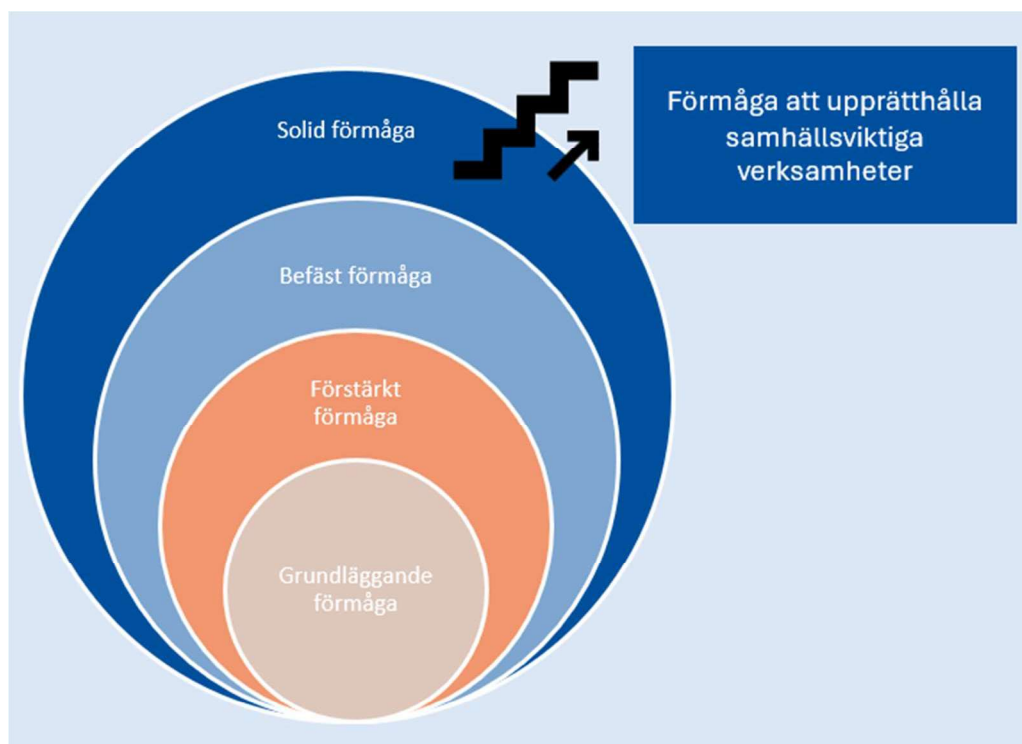 Solid förmåga
Förmåga att upprätthålla
samhällsviktiga
verksamheter
Befäst förmåga
Förstärkt
förmåga
Grundläggande
förmåga